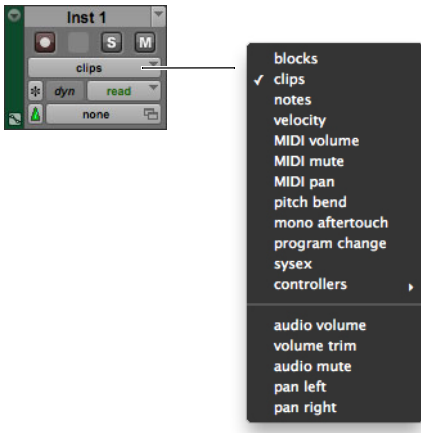 Inst 1
S M
clips
dyn read
none
blocks
✓ clips
notes
velocity
MIDI volume
MIDI mute
MIDI pan
pitch bend
mono aftertouch
program change
sysex
controllers
audio volume
volume trim
audio mute
pan left
pan right